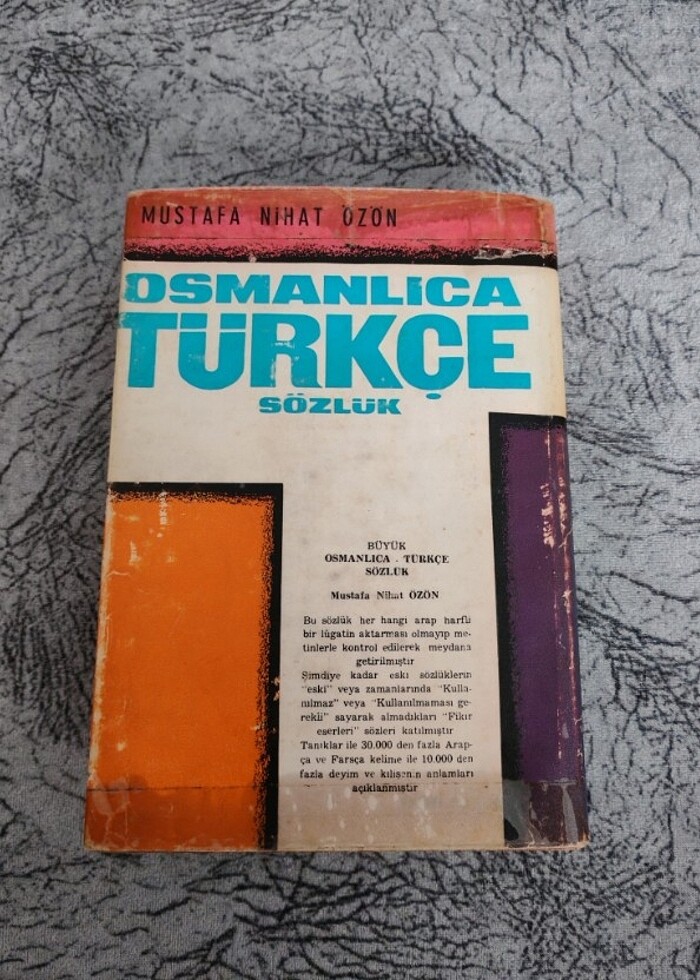 MUSTAFA NİHAT ÖZÖN
OSMANLICA
TÜRKÇE
SÖZLÜK
BÜYÜK
OSMANLICA - TÜRKÇE
SÖZLÜK
Mustafa Nihat ÖZÖN
Bu sözlük her hangi arap harfli
bir lûgatin aktarması olmayıp me-
tinlerle kontrol edilerek meydana
getirilmiştir
Şimdiye kadar eski sözlüklerin
"eski" veya zamanlarında "Kulla-
nılmaz" veya "Kullanılmaması ge-
rekli" sayarak almadıkları "Fikir
eserleri" sözleri katılmıştır
Tanıklar ile 30.000 den fazla Arap-
ça ve Farsça kelime ile 10.000 den
fazla deyim ve kılişenin anlamları
açıklanmıştır